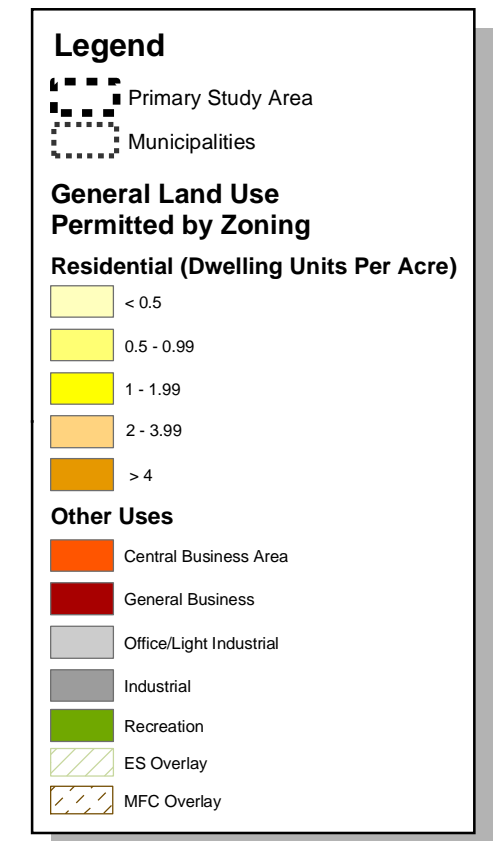 Legend
Primary Study Area
Municipalities
General Land Use
Permitted by Zoning
Residential (Dwelling Units Per Acre)
< 0.5
0.5 - 0.99
1 - 1.99
2 - 3.99
> 4
Other Uses
Central Business Area
General Business
Office/Light Industrial
Industrial
Recreation
ES Overlay
MFC Overlay